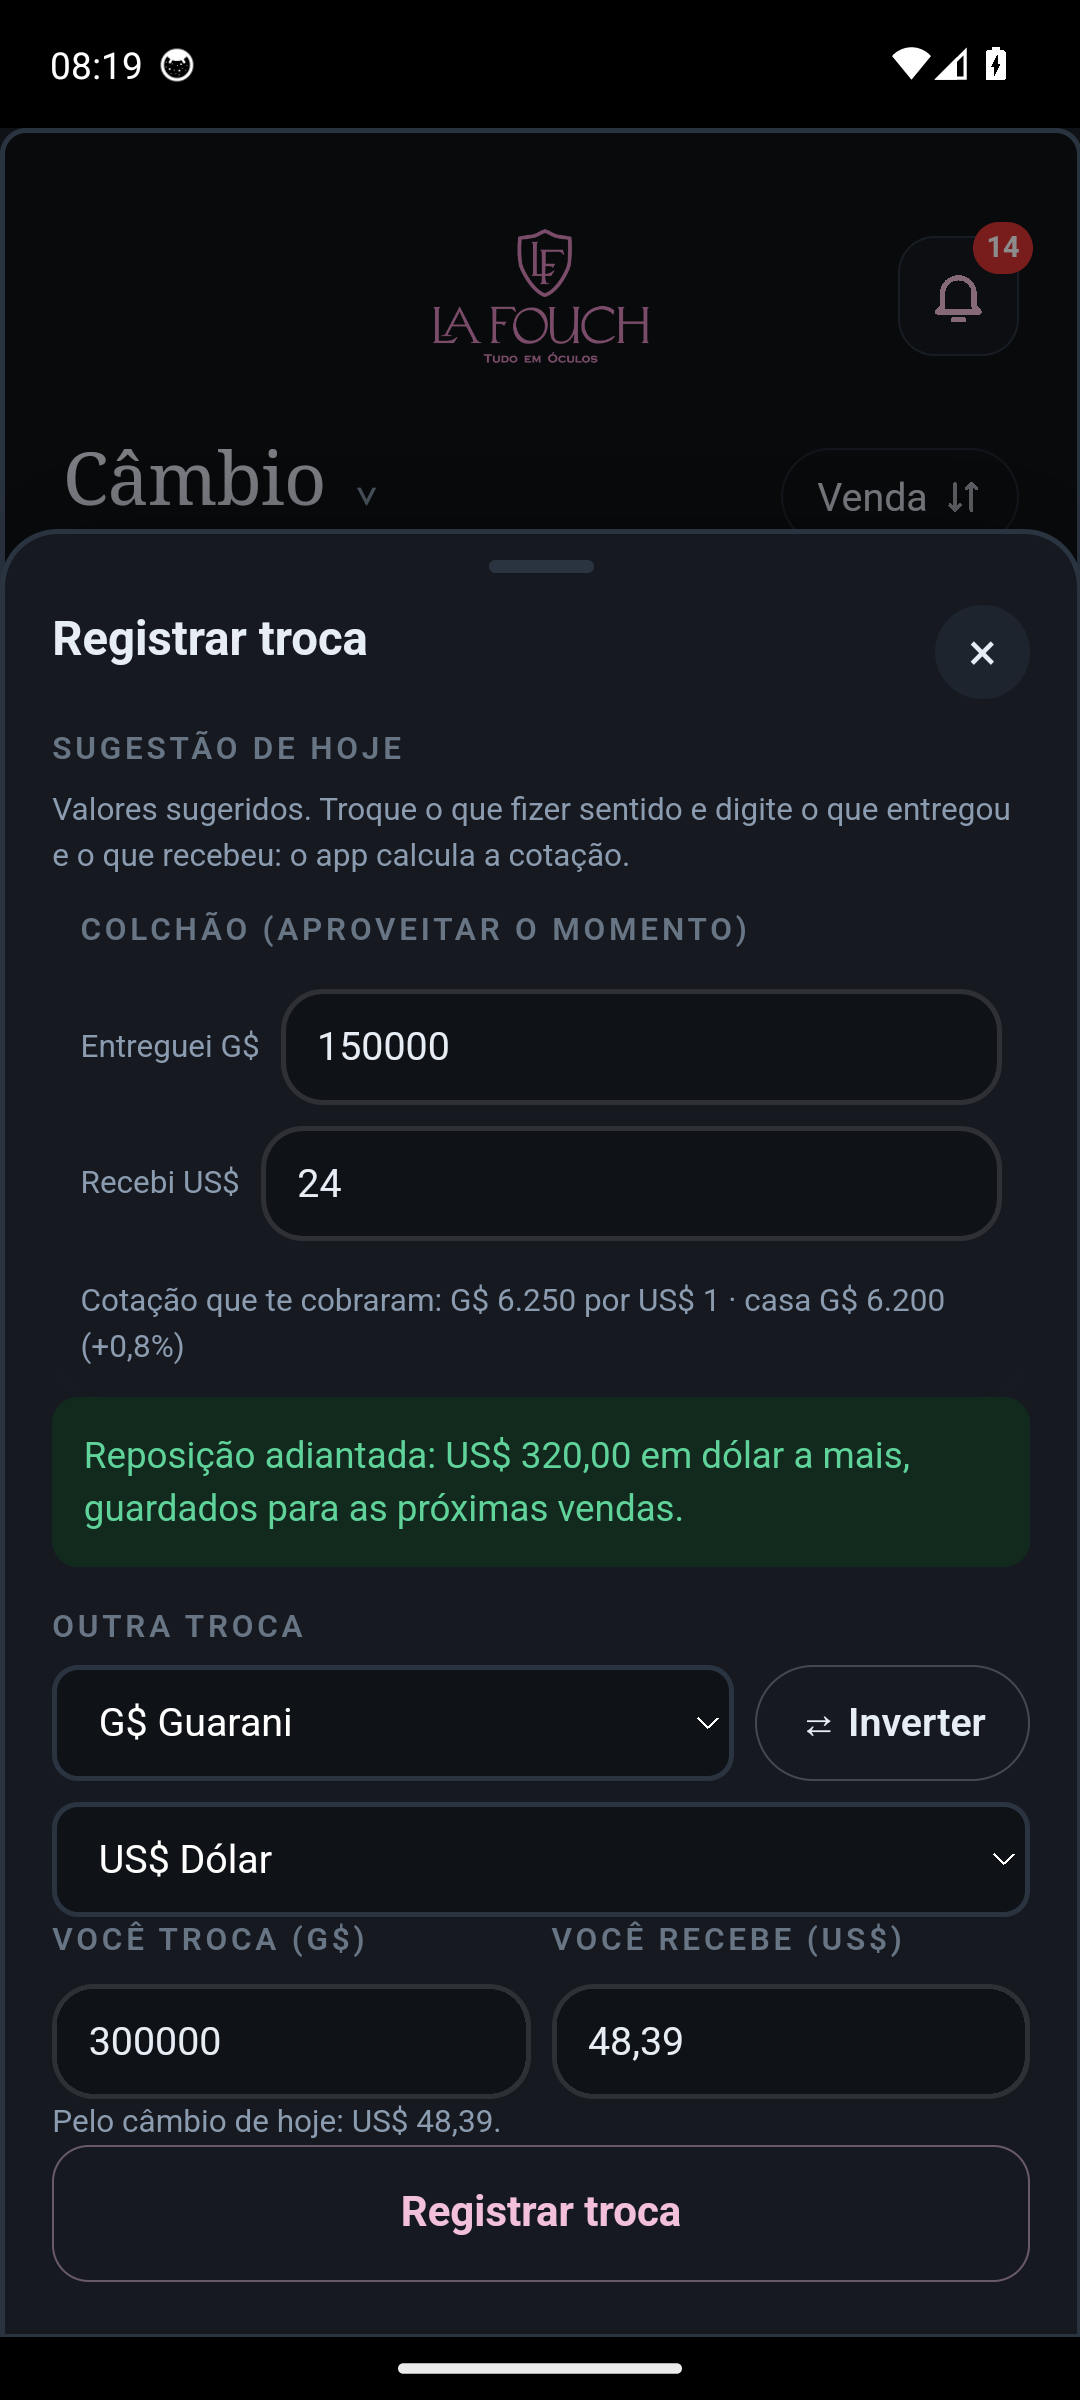 08:19
14
LF
LA FOUCH
TUDO EM ÓCULOS
Câmbio
Venda
Registrar troca
SUGESTÃO DE HOJE
Valores sugeridos. Troque o que fizer sentido e digite o que entregou
e o que recebeu: o app calcula a cotação.
COLCHÃO (APROVEITAR O MOMENTO)
Entreguei G$ 150000
Recebi US$ 24
Cotação que te cobraram: G$ 6.250 por US$ 1 · casa G$ 6.200
(+0,8%)
Reposição adiantada: US$ 320,00 em dólar a mais,
guardados para as próximas vendas.
OUTRA TROCA
G$ Guarani
⇄ Inverter
US$ Dólar
VOCÊ TROCA (G$) VOCÊ RECEBE (US$)
300000 48,39
Pelo câmbio de hoje: US$ 48,39.
Registrar troca